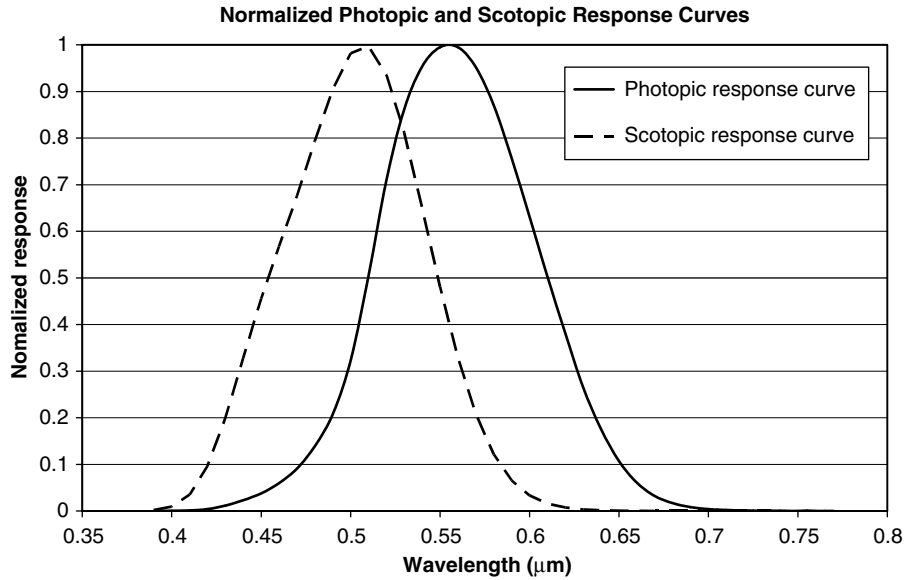 Normalized Photopic and Scotopic Response Curves
1
0.9
0.8
0.7
0.6
0.5
0.4
0.3
0.2
0.1
0
Nomalized response
Photopic response curve
Scotopic response curve
0.35 0.4 0.45 0.5 0.55 0.6 0.65 0.7 0.75 0.8
Wavelength (μm)